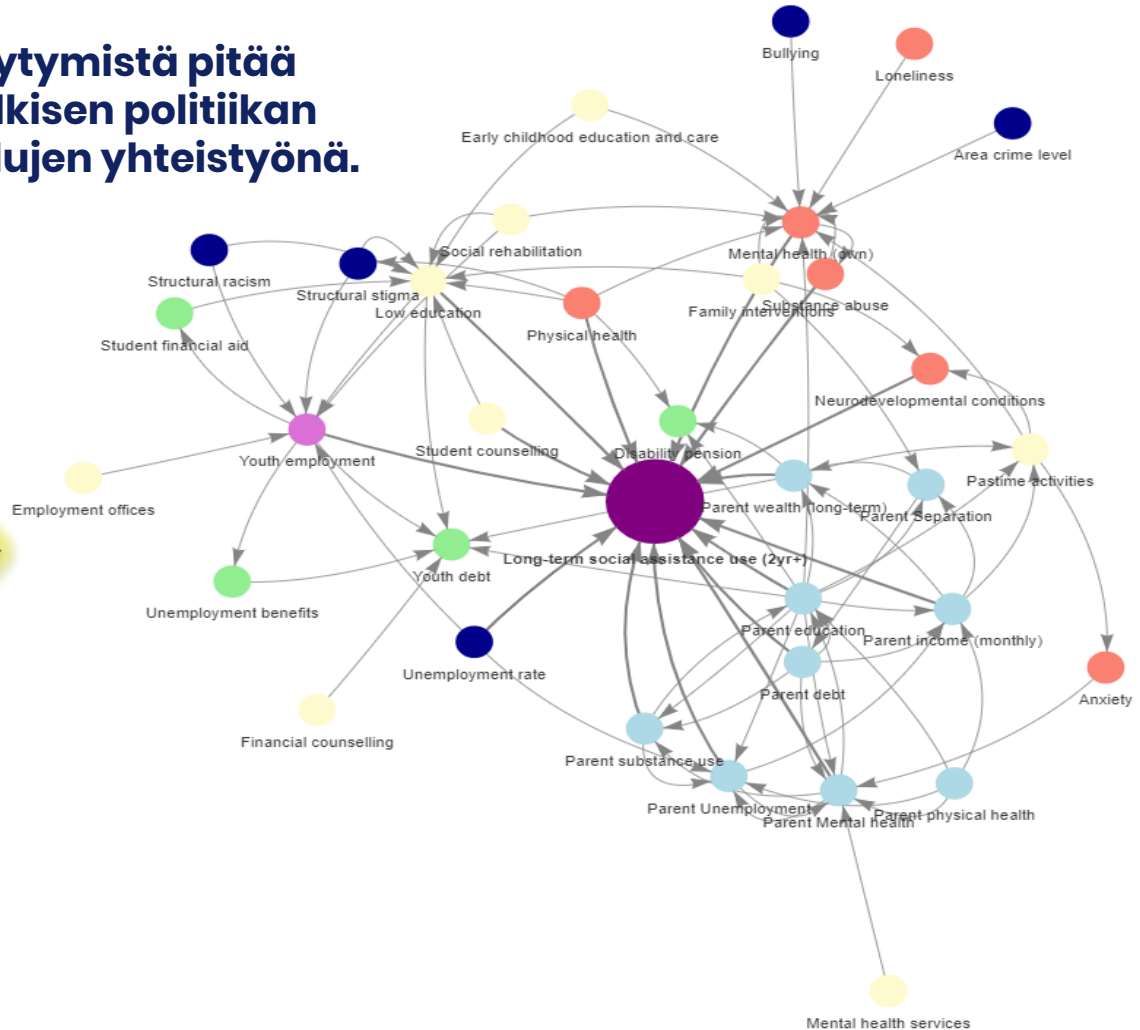 ytymistä pitää
lkisen politiikan
lujen yhteistyönä.
Bullying
Loneliness
Early childhood education and care
Area crime level
Social rehabilitation
Mental health (own)
Structural racism
Structural stigma
Low education
Family interventions
Substance abuse
Physical health
Student financial aid
Neurodevelopmental conditions
Student counselling
Disability pension
Youth employment
Pastime activities
Employment offices
Parent wealth (long-term)
Parent Separation
Long-term social assistance use (2yr+)
Youth debt
Unemployment benefits
Parent education
Parent income (monthly)
Unemployment rate
Parent debt
Anxiety
Financial counselling
Parent substance use
Parent Unemployment
Parent Mental health
Parent physical health
Mental health services